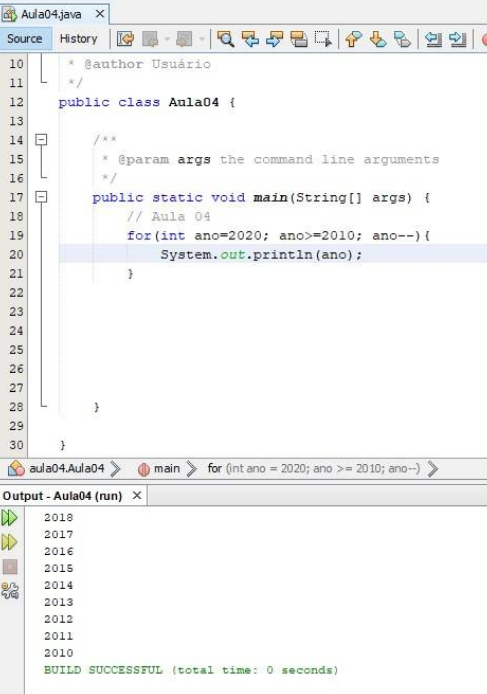 Aula04.java ×
Source History
10 * @author Usuário
11 */
12 public class Aula04 {
13
14 /**
15 * @param args the command line arguments
16 */
17 public static void main(String[] args) {
18 // Aula 04
19 for(int ano=2020; ano>=2010; ano--){
20 System.out.println(ano);
21 }
22
23
24
25
26
27
28 }
29
30 }
aula04.Aula04 main for (int ano = 2020; ano >= 2010; ano--)
Output - Aula04 (run) ×
2018
2017
2016
2015
2014
2013
2012
2011
2010
BUILD SUCCESSFUL (total time: 0 seconds)